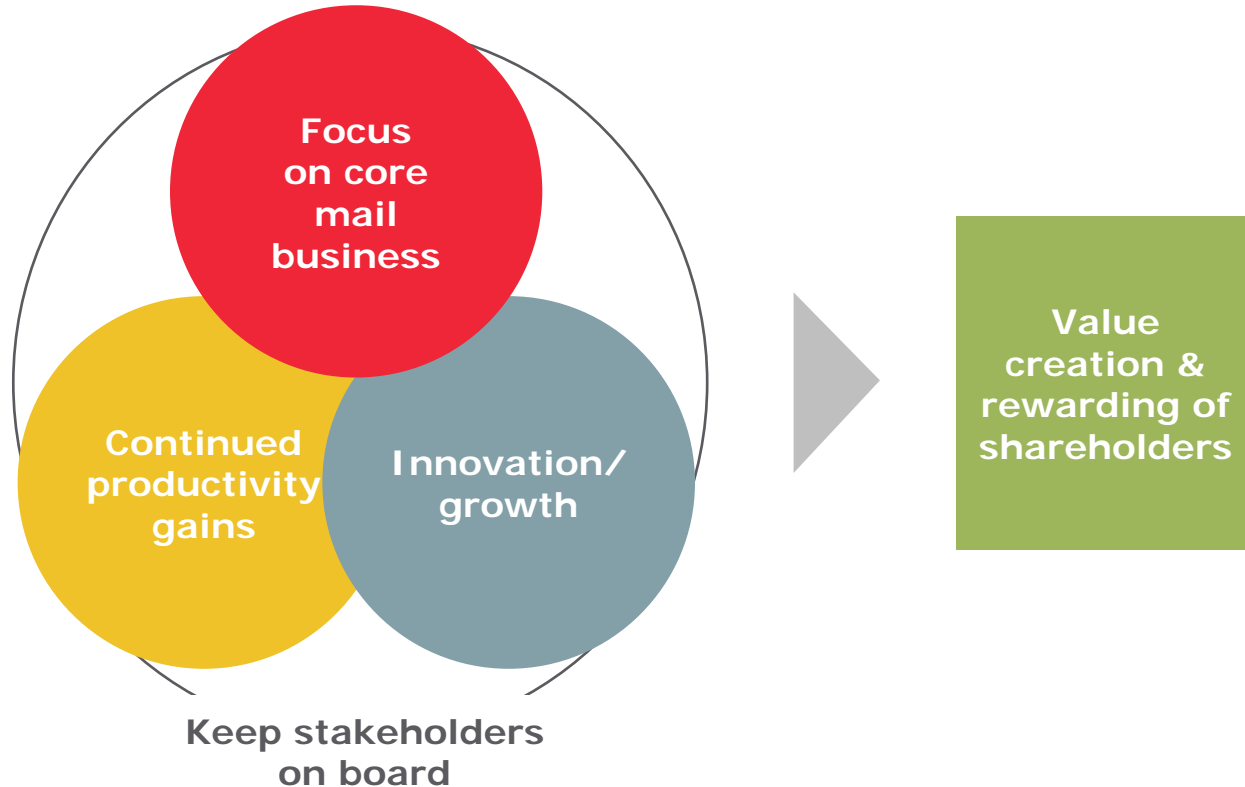 Focus
on core
mail
business
Continued
productivity
gains
Innovation/
growth
Keep stakeholders
on board
Value
creation &
rewarding of
shareholders